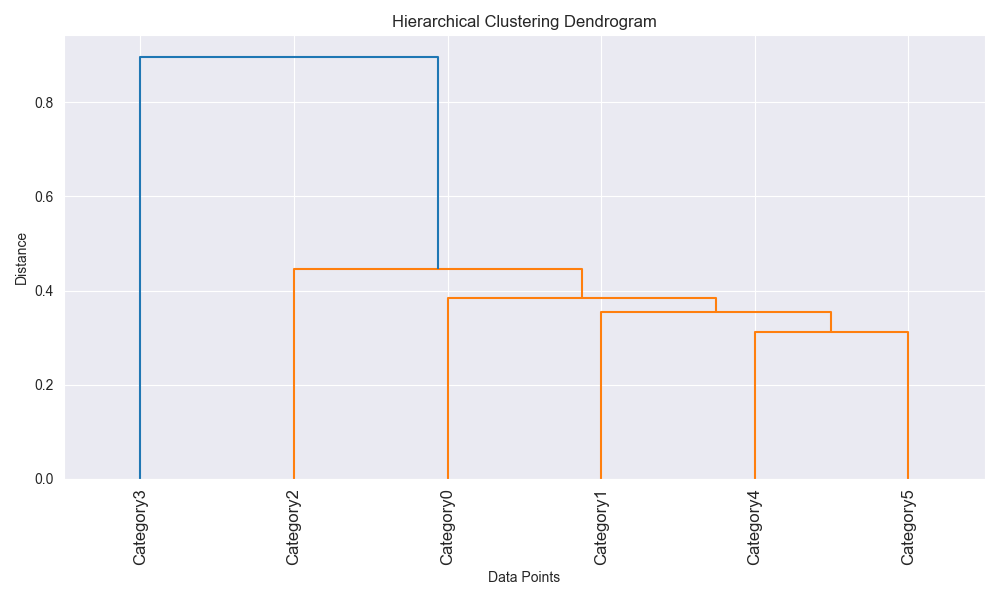 Hierarchical Clustering Dendrogram
0.8
0.6
0.4
0.2
0.0
Distance
Category3
Category2
Category0
Category1
Category4
Category5
Data Points